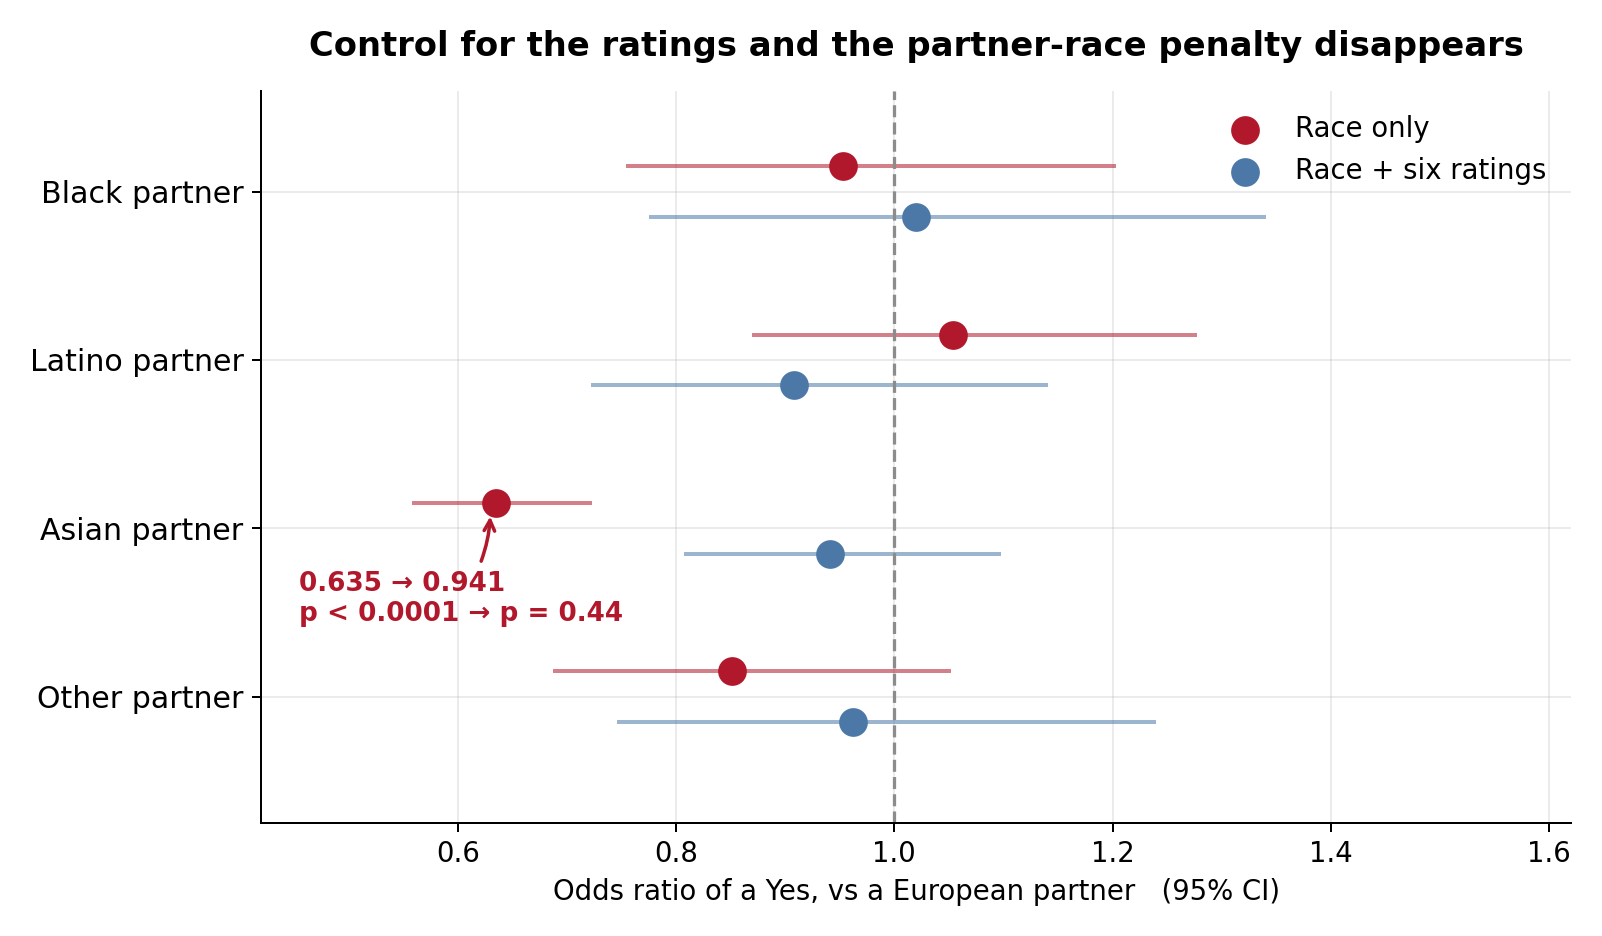 Control for the ratings and the partner-race penalty disappears
Race only
Race + six ratings
Black partner
Latino partner
Asian partner
0.635 → 0.941
p < 0.0001 → p = 0.44
Other partner
0.6 0.8 1.0 1.2 1.4 1.6
Odds ratio of a Yes, vs a European partner (95% CI)